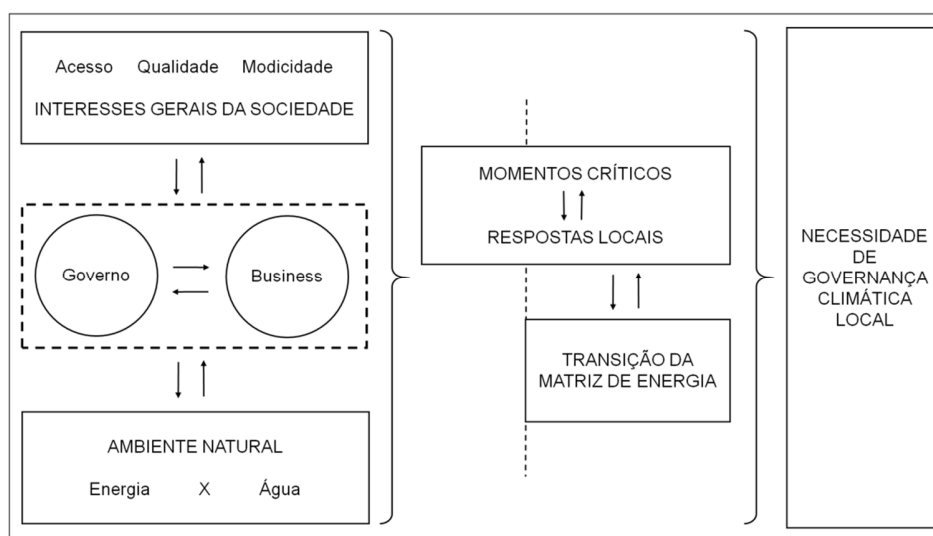 Acesso Qualidade Modicidade
INTERESSES GERAIS DA SOCIEDADE
Governo
Business
AMBIENTE NATURAL
Energia X Água
MOMENTOS CRÍTICOS
RESPOSTAS LOCAIS
TRANSIÇÃO DA
MATRIZ DE ENERGIA
NECESSIDADE
DE
GOVERNANÇA
CLIMÁTICA
LOCAL